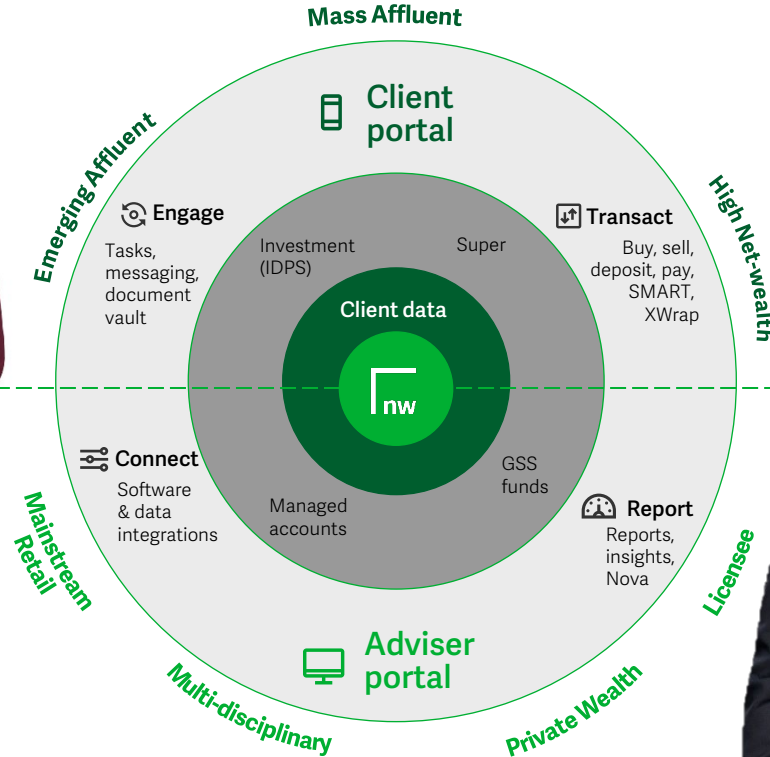 Mass Affluent
Client
portal
Emerging Affluent
High Net-wealth
Engage
Tasks,
messaging,
document
vault
Transact
Buy, sell,
deposit, pay,
SMART,
XWrap
Investment
(IDPS)
Super
Client data
nw
Connect
Software
& data
integrations
Managed
accounts
GSS
funds
Report
Reports,
insights,
Nova
Mainstream
Retail
Licensee
Adviser
portal
Multi-disciplinary
Private Wealth